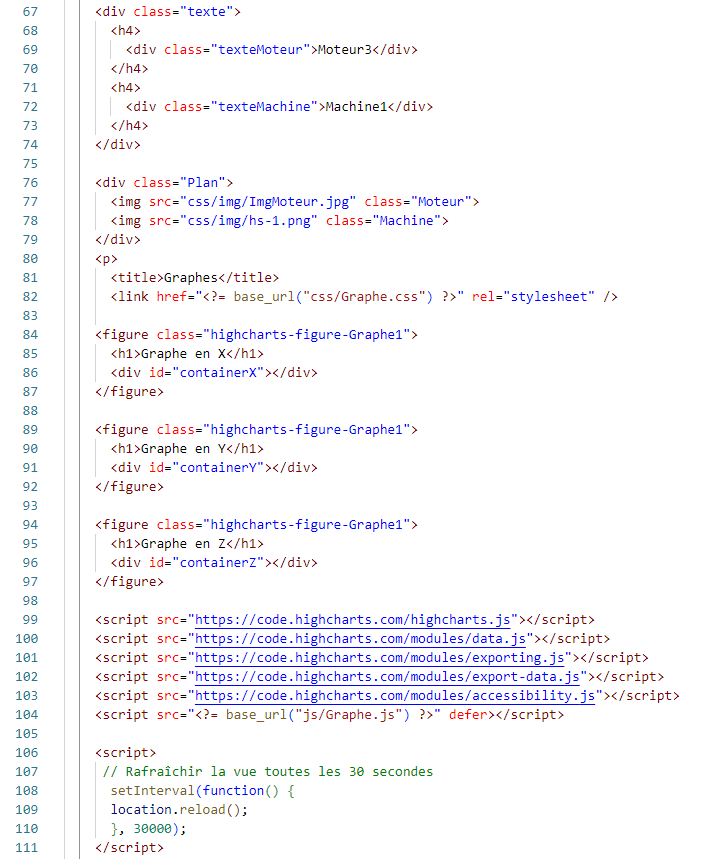 67 <div class="texte">
68 <h4>
69 <div class="texteMoteur">Moteur3</div>
70 </h4>
71 <h4>
72 <div class="texteMachine">Machine1</div>
73 </h4>
74 </div>
75
76 <div class="Plan">
77 <img src="css/img/ImgMoteur.jpg" class="Moteur">
78 <img src="css/img/hs-1.png" class="Machine">
79 </div>
80 <p>
81 <title>Graphes</title>
82 <link href="<?= base_url("css/Graphe.css") ?>" rel="stylesheet" />
83
84 <figure class="highcharts-figure-Graphe1">
85 <h1>Graphe en X</h1>
86 <div id="containerX"></div>
87 </figure>
88
89 <figure class="highcharts-figure-Graphe1">
90 <h1>Graphe en Y</h1>
91 <div id="containerY"></div>
92 </figure>
93
94 <figure class="highcharts-figure-Graphe1">
95 <h1>Graphe en Z</h1>
96 <div id="containerZ"></div>
97 </figure>
98
99 <script src="https://code.highcharts.com/highcharts.js"></script>
100 <script src="https://code.highcharts.com/modules/data.js"></script>
101 <script src="https://code.highcharts.com/modules/exporting.js"></script>
102 <script src="https://code.highcharts.com/modules/export-data.js"></script>
103 <script src="https://code.highcharts.com/modules/accessibility.js"></script>
104 <script src="<?= base_url("js/Graphe.js") ?>" defer></script>
105
106 <script>
107 // Rafraîchir la vue toutes les 30 secondes
108 setInterval(function() {
109 location.reload();
110 }, 30000);
111 </script>